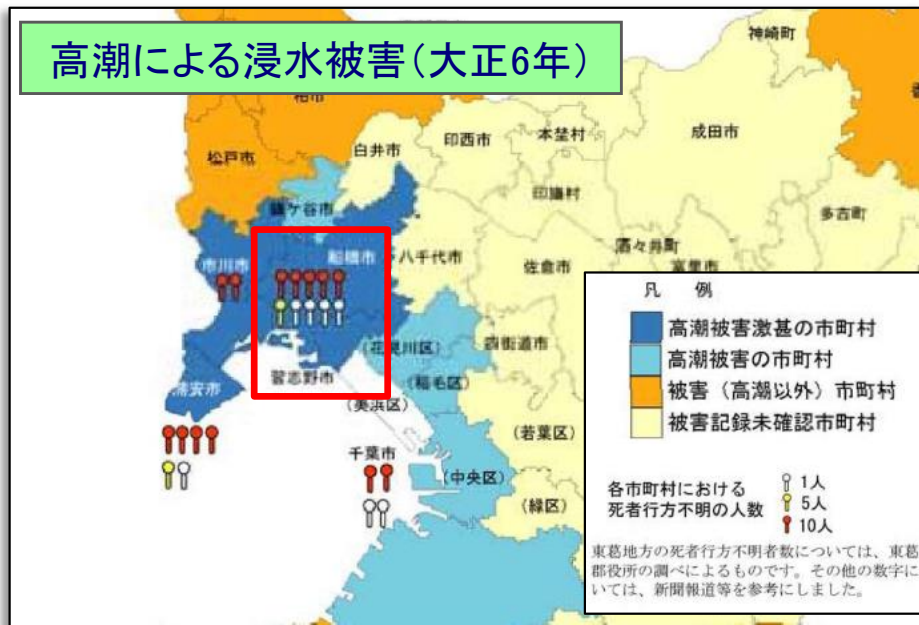 高潮による浸水被害（大正6年）
神崎町
柏市
松戸市
白井市
印西市
本埜村
成田市
印旛村
鎌ケ谷市
多古町
市川市
船橋市
八千代市
酒々井町
佐倉市
富里市
四街道市
(花見川区)
習志野市
(稲毛区)
浦安市
(美浜区)
千葉市
(若葉区)
(中央区)
(緑区)
凡　例
高潮被害激甚の市町村
高潮被害の市町村
被害（高潮以外）市町村
被害記録未確認市町村
各市町村における
死者行方不明の人数
1人
5人
10人
東葛地方の死者行方不明者数については、東葛
郡役所の調べによるものです。その他の数字に
いては、新聞報道等を参考にしました。